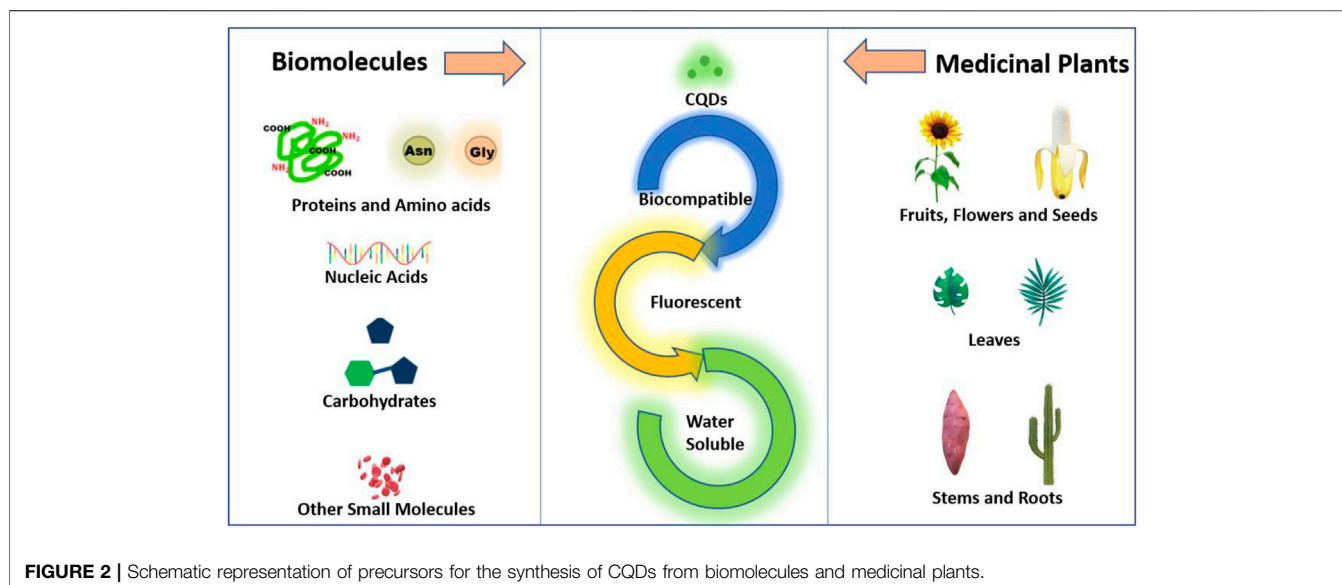 Biomolecules
COOH
NH2
NH2
COOH
NH2
COOH
Asn
Gly
Proteins and Amino acids
Nucleic Acids
Carbohydrates
Other Small Molecules
CQDs
Biocompatible
Fluorescent
Water
Soluble
Medicinal Plants
Fruits, Flowers and Seeds
Leaves
Stems and Roots
FIGURE 2 | Schematic representation of precursors for the synthesis of CQDs from biomolecules and medicinal plants.